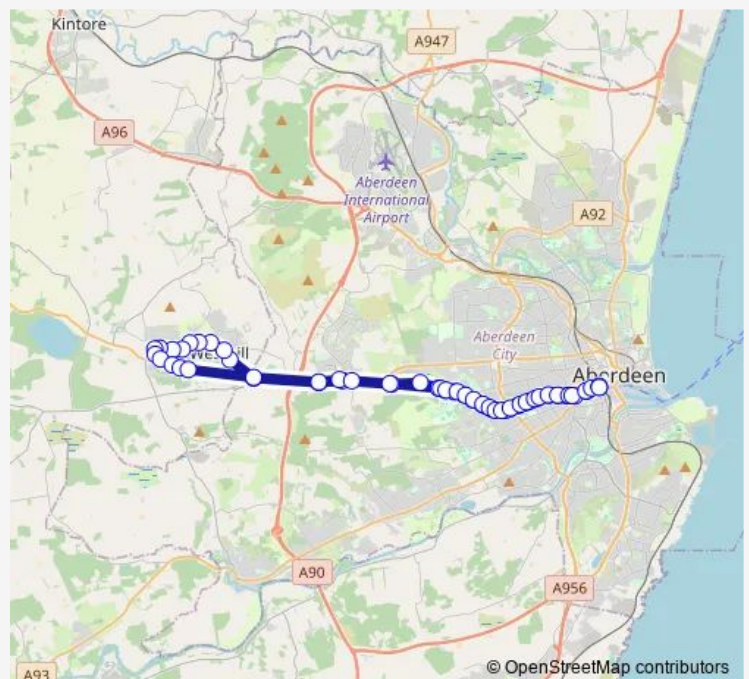 Kintore
A947
A96
Aberdeen
International
Airport
A92
Aberdeen
City
Aberdeen
A90
A956
A93
© OpenStreetMap contributors